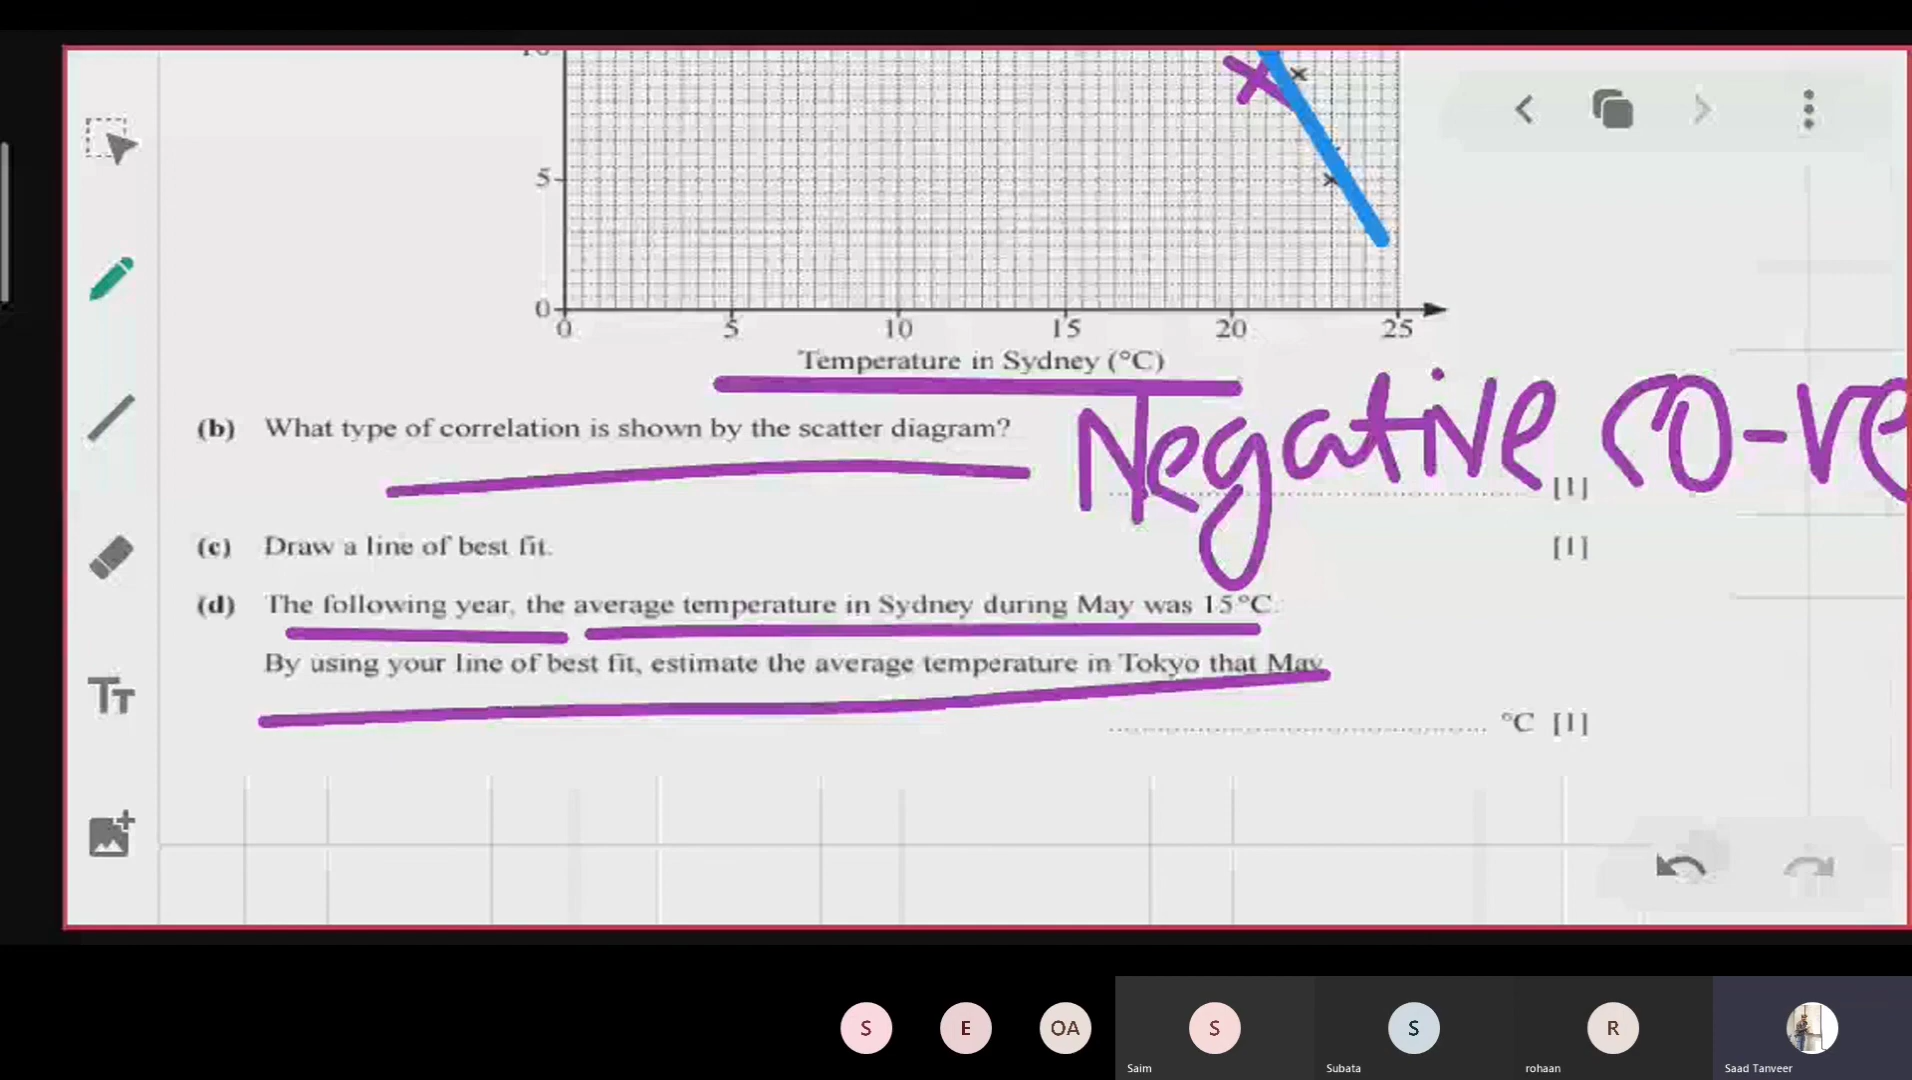 5
0
0 5 10 15 20 25
Temperature in Sydney (°C)
(b) What type of correlation is shown by the scatter diagram?
Negative co-ve
[1]
(c) Draw a line of best fit. [1]
(d) The following year, the average temperature in Sydney during May was 15°C.
By using your line of best fit, estimate the average temperature in Tokyo that May
°C [1]
TT
S E OA S S R
Saim Subata rohaan Saad Tanveer